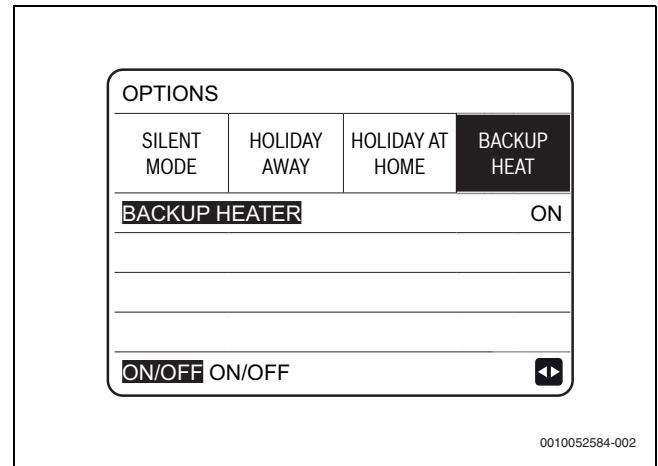 OPTIONS
SILENT MODE
HOLIDAY AWAY
HOLIDAY AT HOME
BACKUP HEAT
BACKUP HEATER ON
ON/OFF ON/OFF
0010052584-002